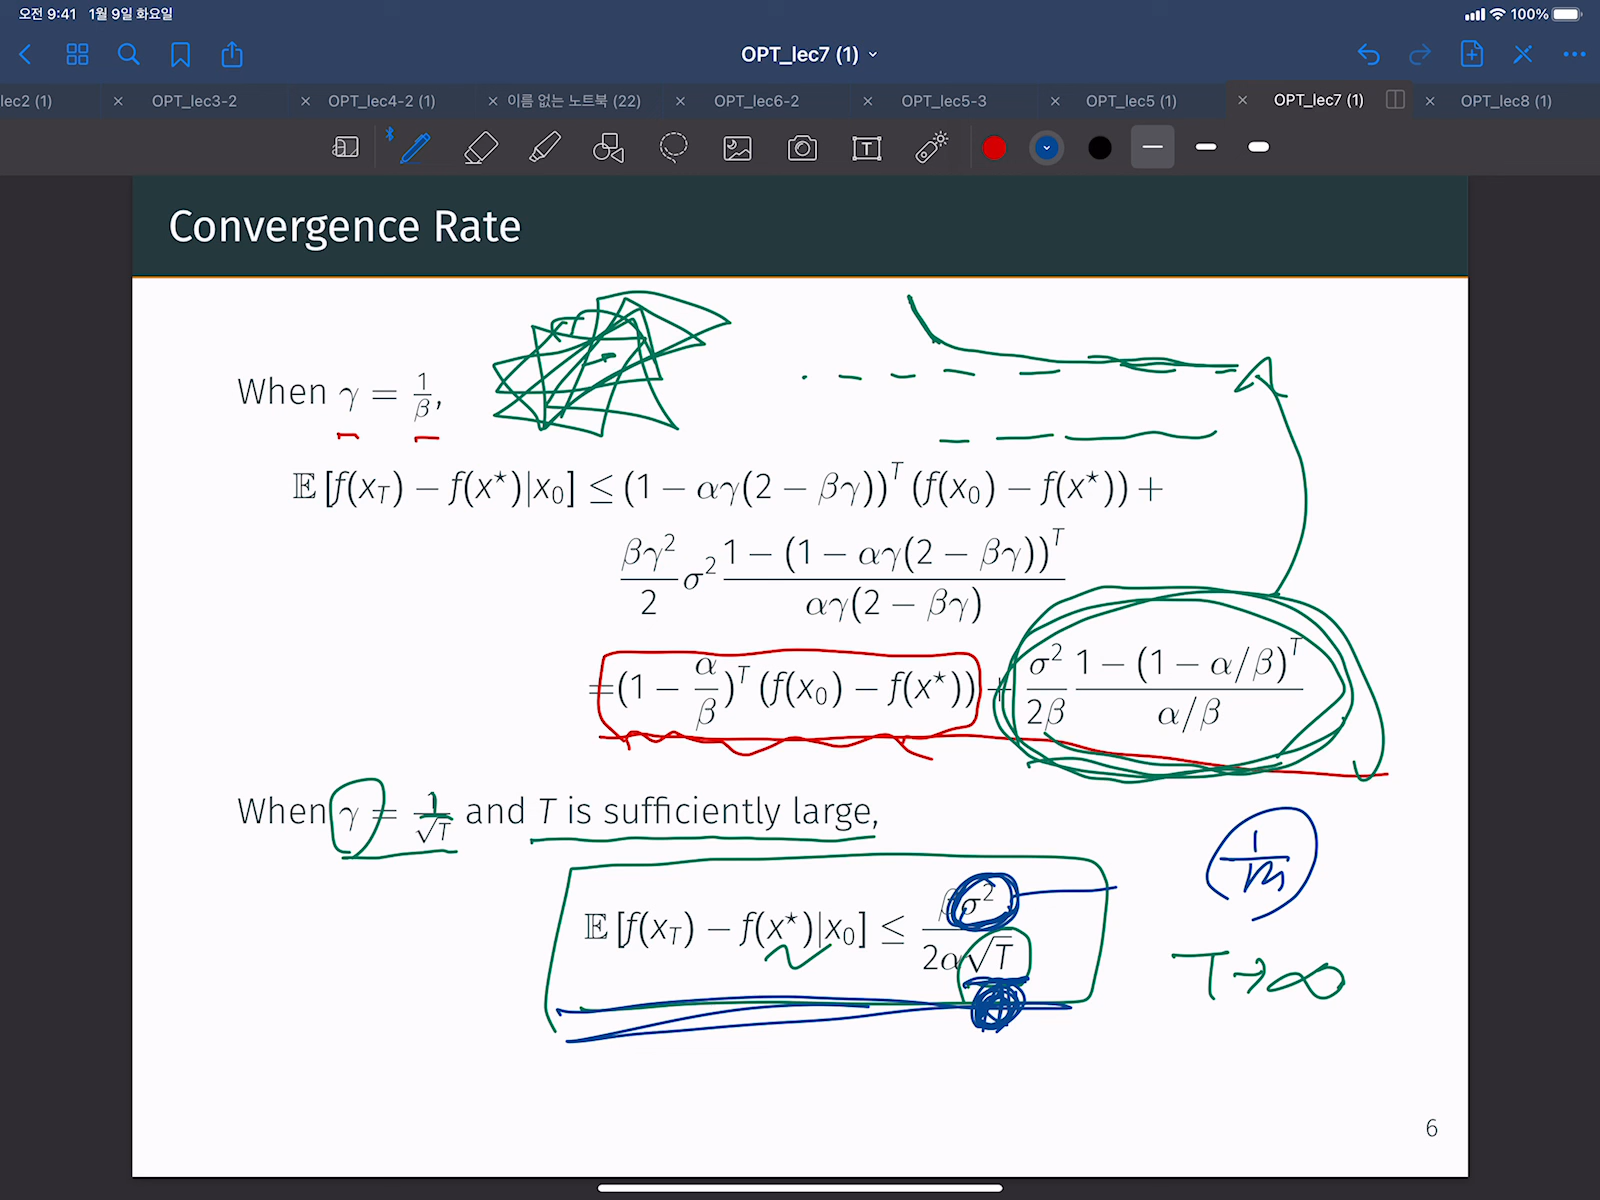 오전 9:41 1월 9일 화요일 100%
OPT_lec7 (1)
lec2 (1) OPT_lec3-2 OPT_lec4-2 (1) 이름 없는 노트북 (22) OPT_lec6-2 OPT_lec5-3 OPT_lec5 (1) OPT_lec7 (1) OPT_lec8 (1)
Convergence Rate
When γ = 1/β,
𝔼 [f(x_T) − f(x*)|x_0] ≤ (1 − αγ(2 − βγ))^T (f(x_0) − f(x*)) +
βγ²/2 σ² (1 − (1 − αγ(2 − βγ))^T)/(αγ(2 − βγ))
=(1 − α/β)^T (f(x_0) − f(x*)) + σ²/2β (1 − (1 − α/β)^T)/(α/β)
When γ = 1/√T and T is sufficiently large,
𝔼 [f(x_T) − f(x*)|x_0] ≤ βσ²/(2α√T)
T→∞
6